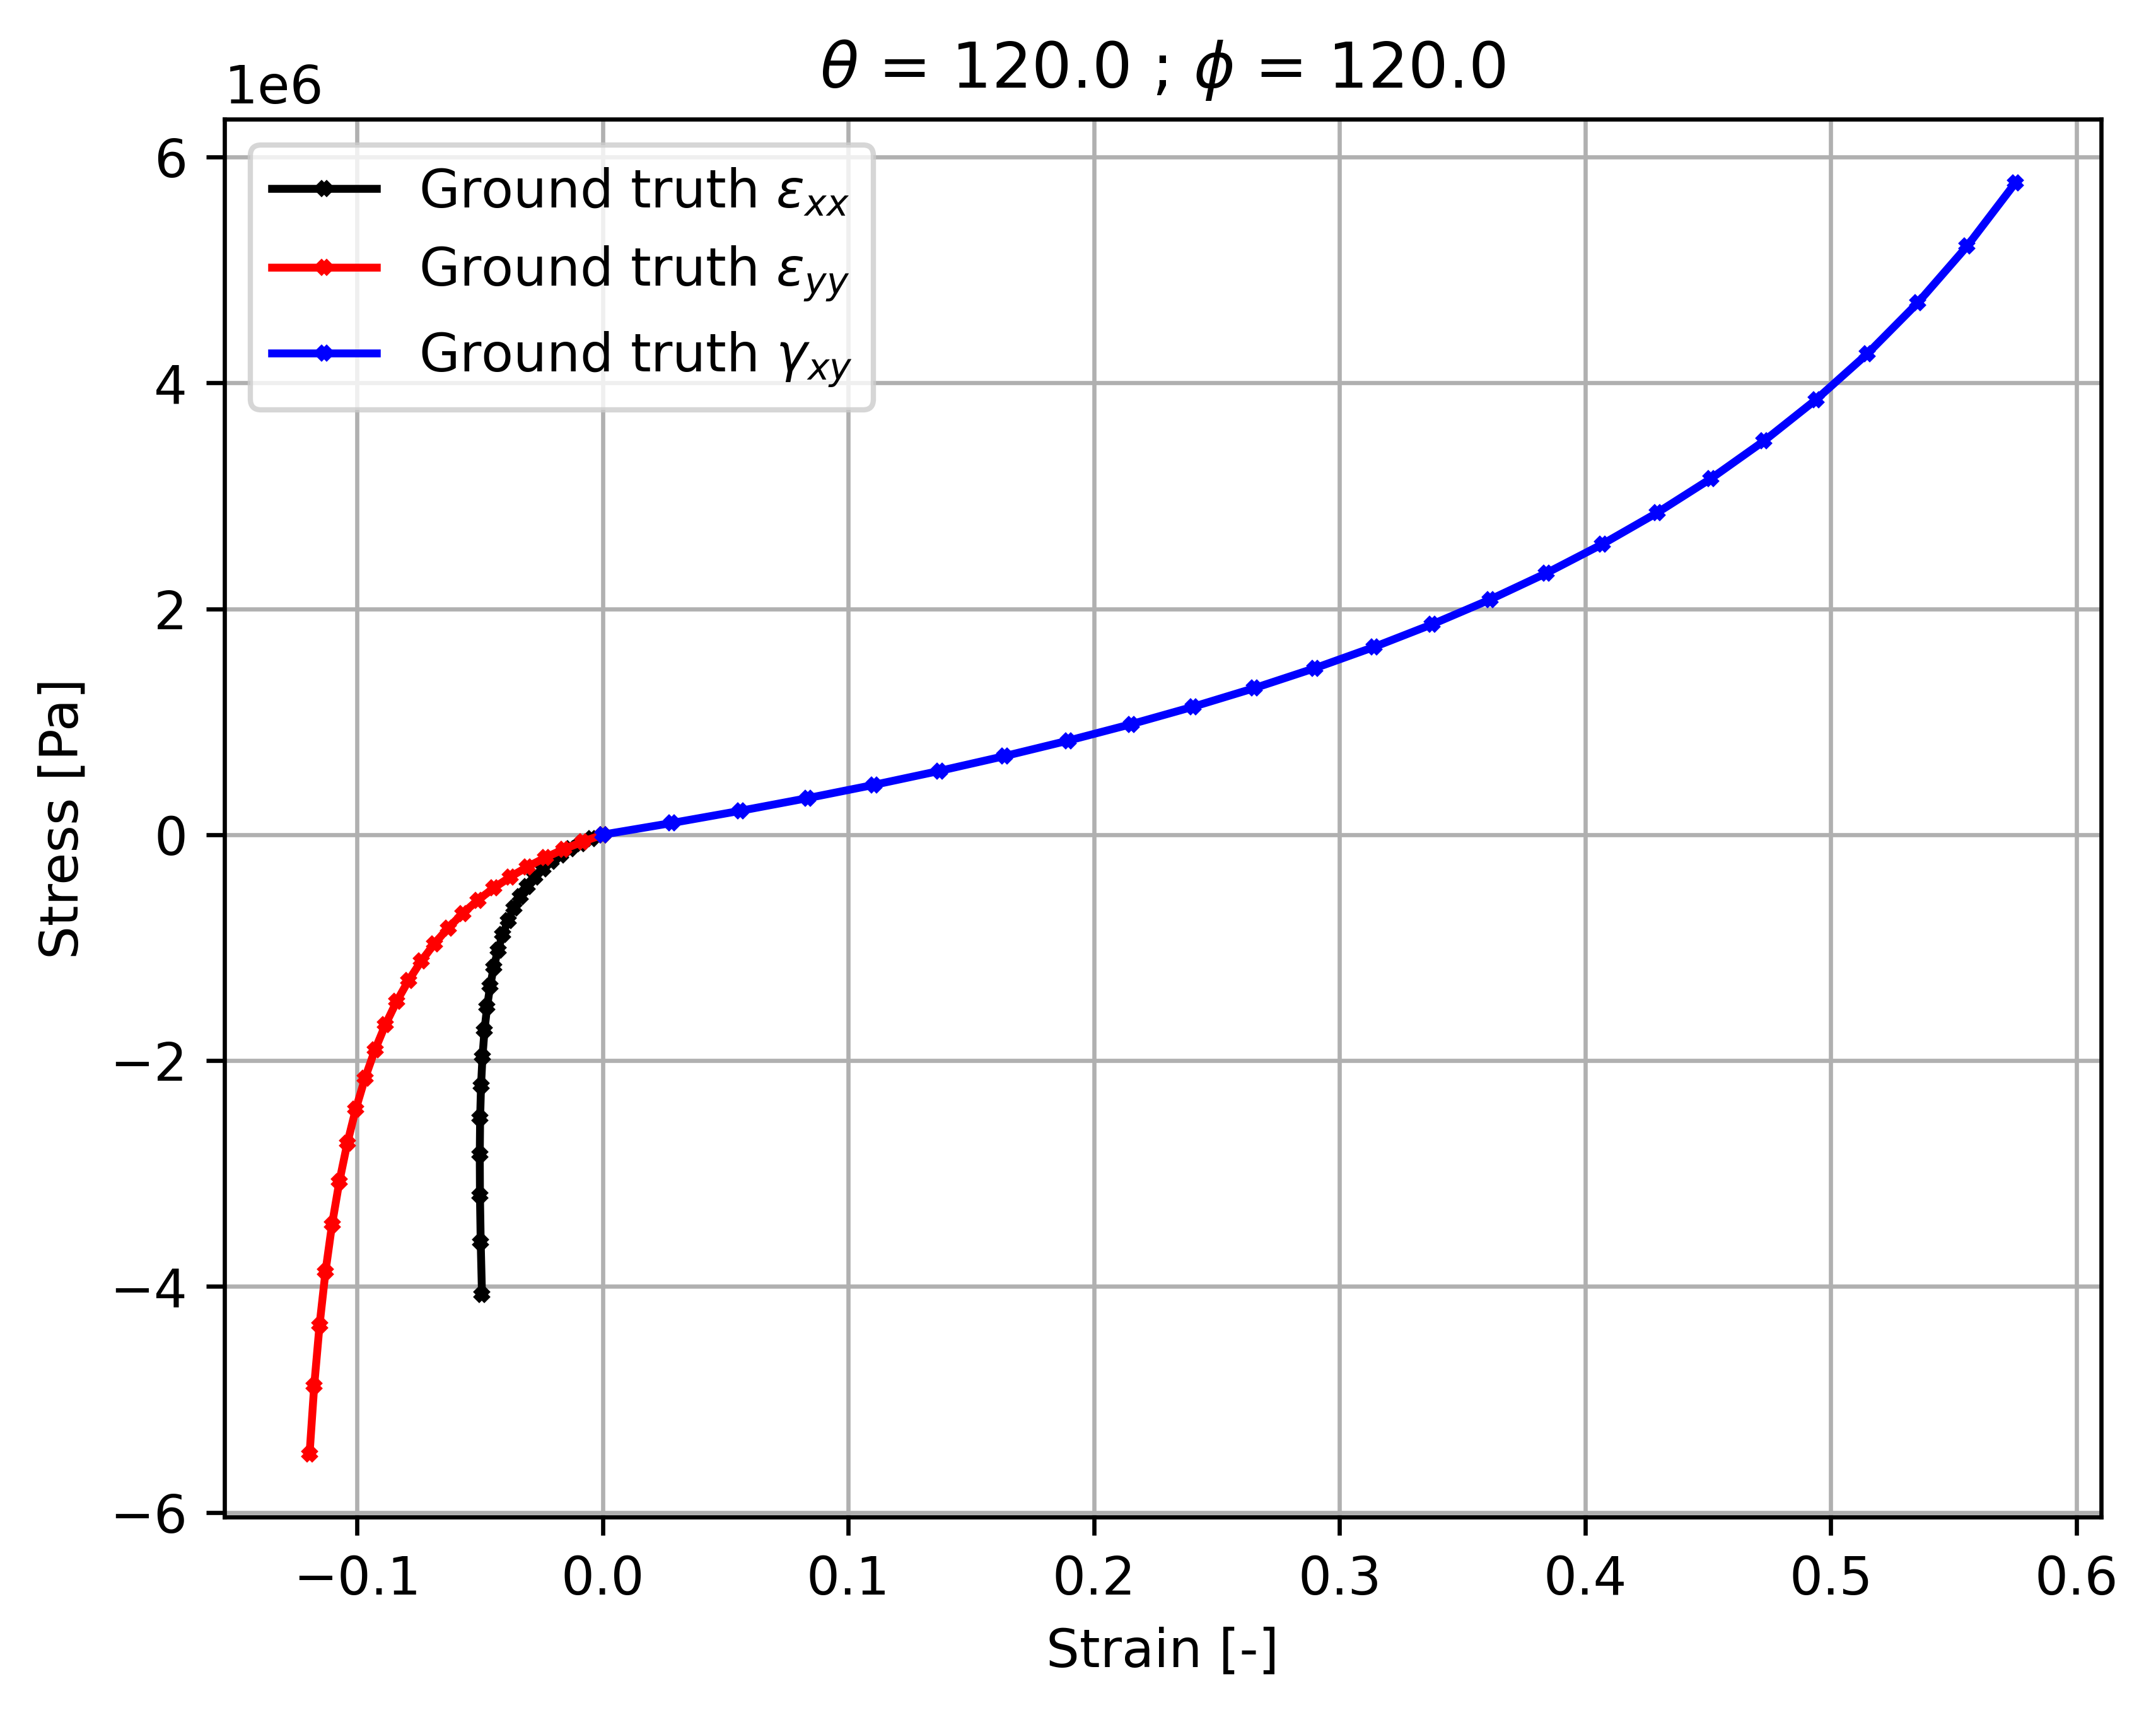 θ = 120.0 ; ϕ = 120.0
1e6
Ground truth εxx
Ground truth εyy
Ground truth γxy
6
4
2
0
−2
−4
−6
Stress [Pa]
−0.1 0.0 0.1 0.2 0.3 0.4 0.5 0.6
Strain [-]